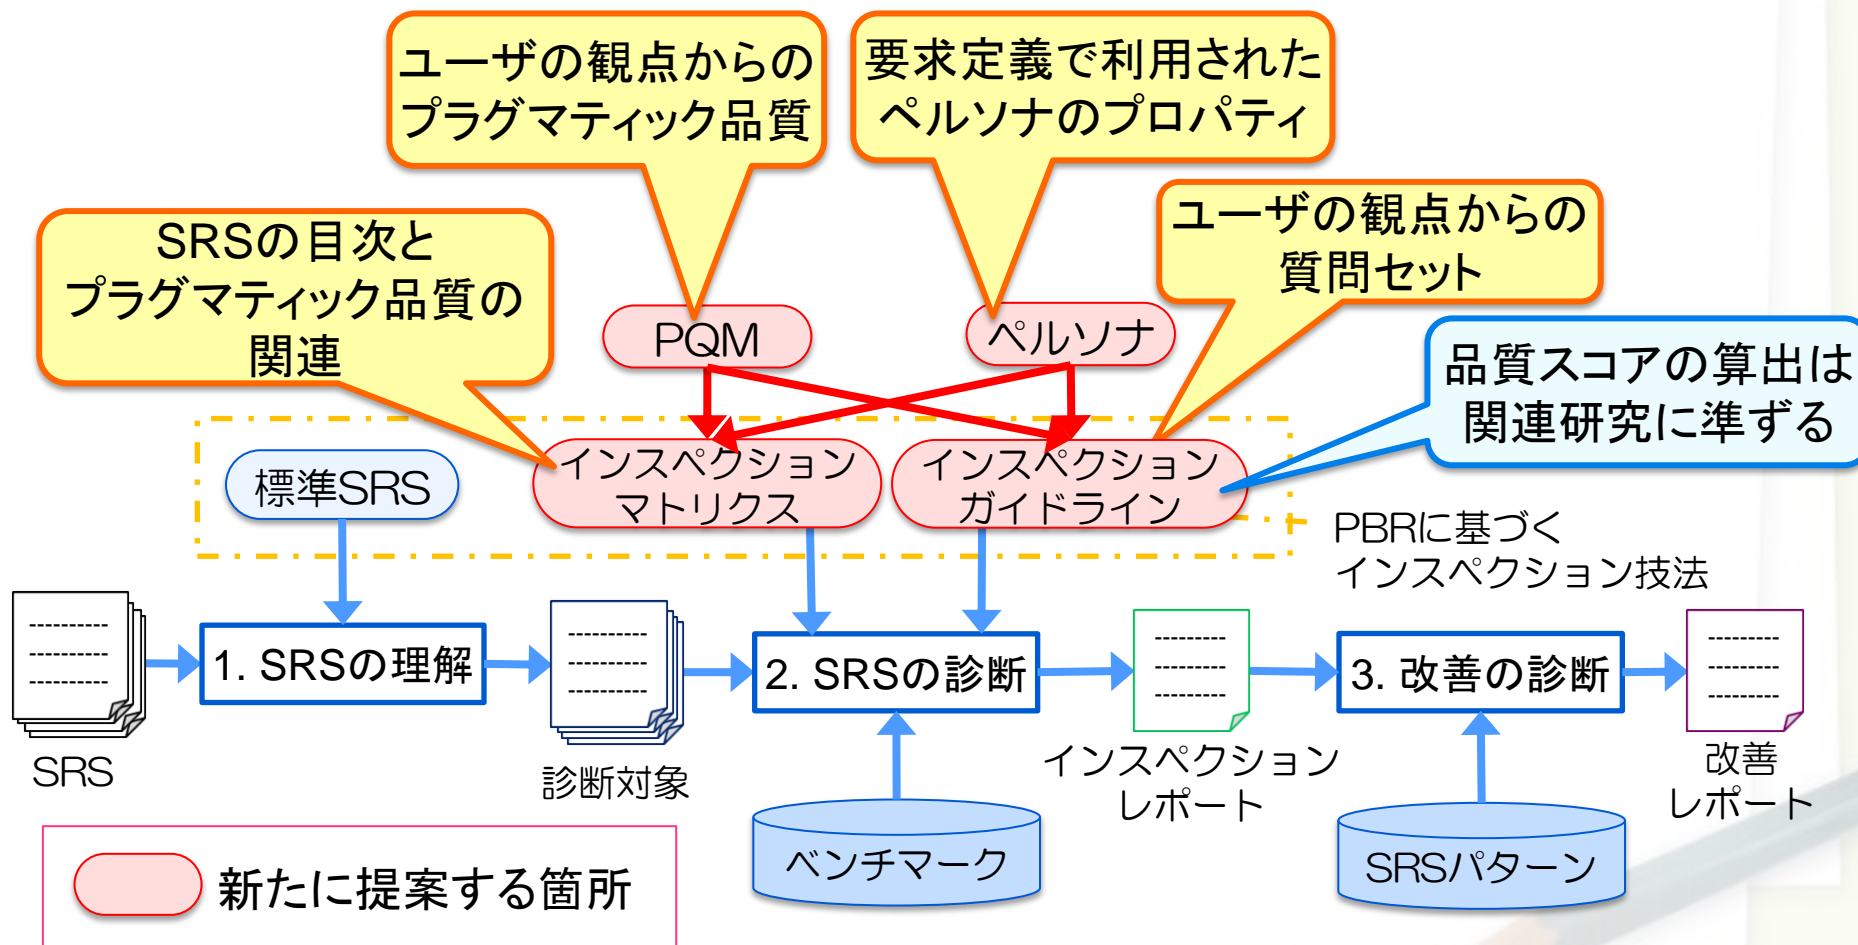 ユーザの観点からの
プラグマティック品質
要求定義で利用された
ペルソナのプロパティ
SRSの目次と
プラグマティック品質の
関連
ユーザの観点からの
質問セット
PQM
ペルソナ
品質スコアの算出は
関連研究に準ずる
標準SRS
インスペクション
マトリクス
インスペクション
ガイドライン
PBRに基づく
インスペクション技法
1. SRSの理解
2. SRSの診断
3. 改善の診断
SRS
診断対象
インスペクション
レポート
改善
レポート
ベンチマーク
SRSパターン
新たに提案する箇所